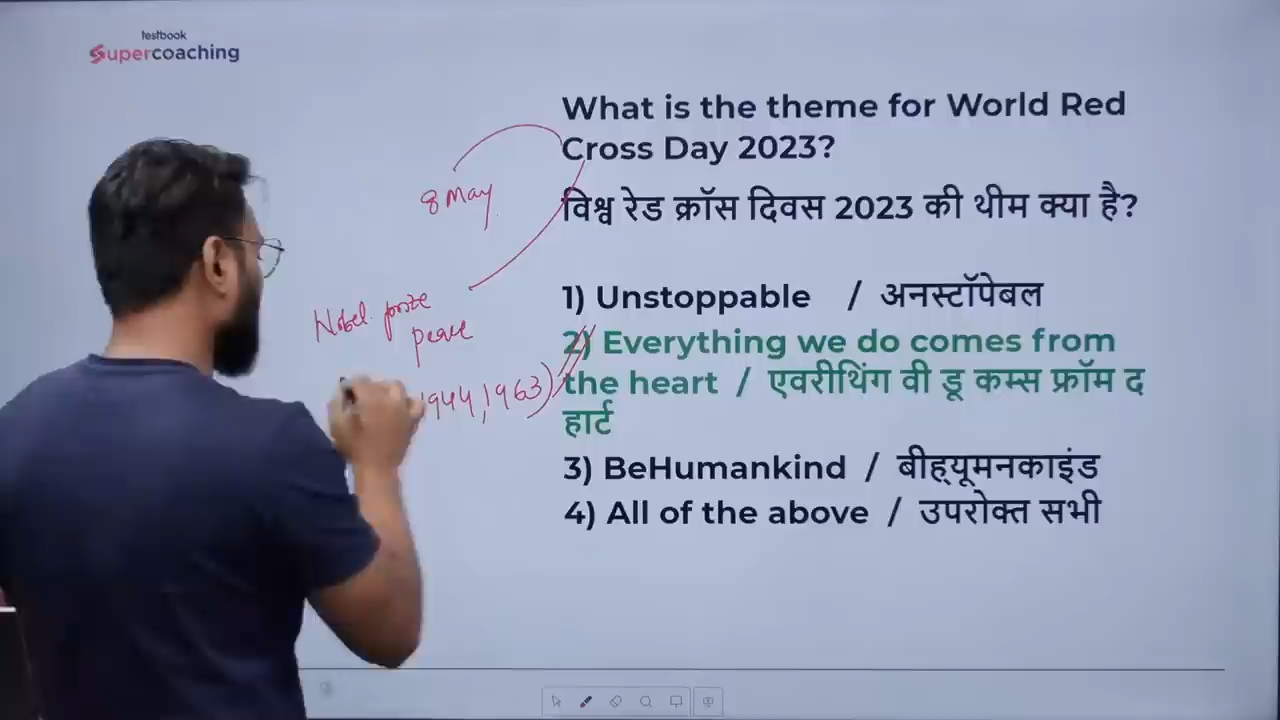 testbook
Supercoaching
What is the theme for World Red
Cross Day 2023?
विश्व रेड क्रॉस दिवस 2023 की थीम क्या है?
8 May
1) Unstoppable / अनस्टॉपेबल
Nobel prize
peace
2) Everything we do comes from
1944, 1963)
the heart / एवरीथिंग वी डू कम्स फ्रॉम द
हार्ट
3) BeHumankind / बीह्यूमनकाइंड
4) All of the above / उपरोक्त सभी